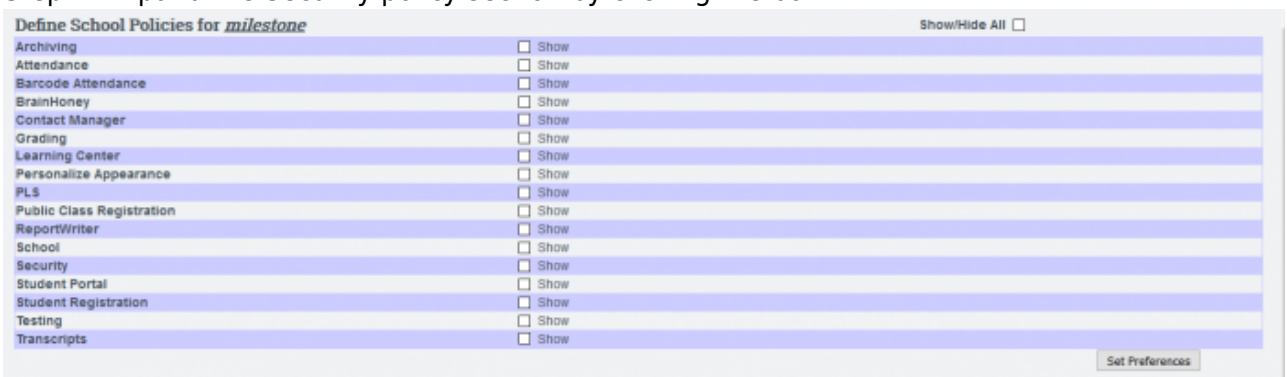 Define School Policies for milestone Show/Hide All
Archiving Show
Attendance Show
Barcode Attendance Show
BrainHoney Show
Contact Manager Show
Grading Show
Learning Center Show
Personalize Appearance Show
PLS Show
Public Class Registration Show
ReportWriter Show
School Show
Security Show
Student Portal Show
Student Registration Show
Testing Show
Transcripts Show
Set Preferences